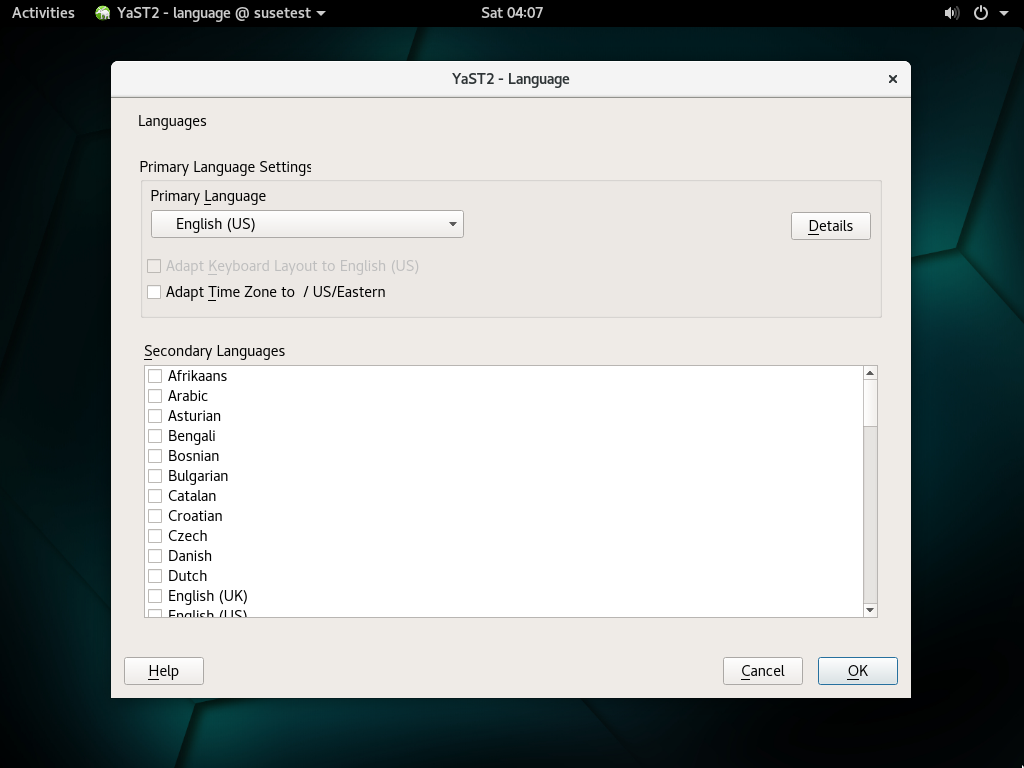 Activities YaST2 - language @ susetest Sat 04:07
YaST2 - Language
Languages
Primary Language Settings
Primary Language
English (US)
Details
Adapt Keyboard Layout to English (US)
Adapt Time Zone to / US/Eastern
Secondary Languages
Afrikaans
Arabic
Asturian
Bengali
Bosnian
Bulgarian
Catalan
Croatian
Czech
Danish
Dutch
English (UK)
English (US)
Help Cancel OK